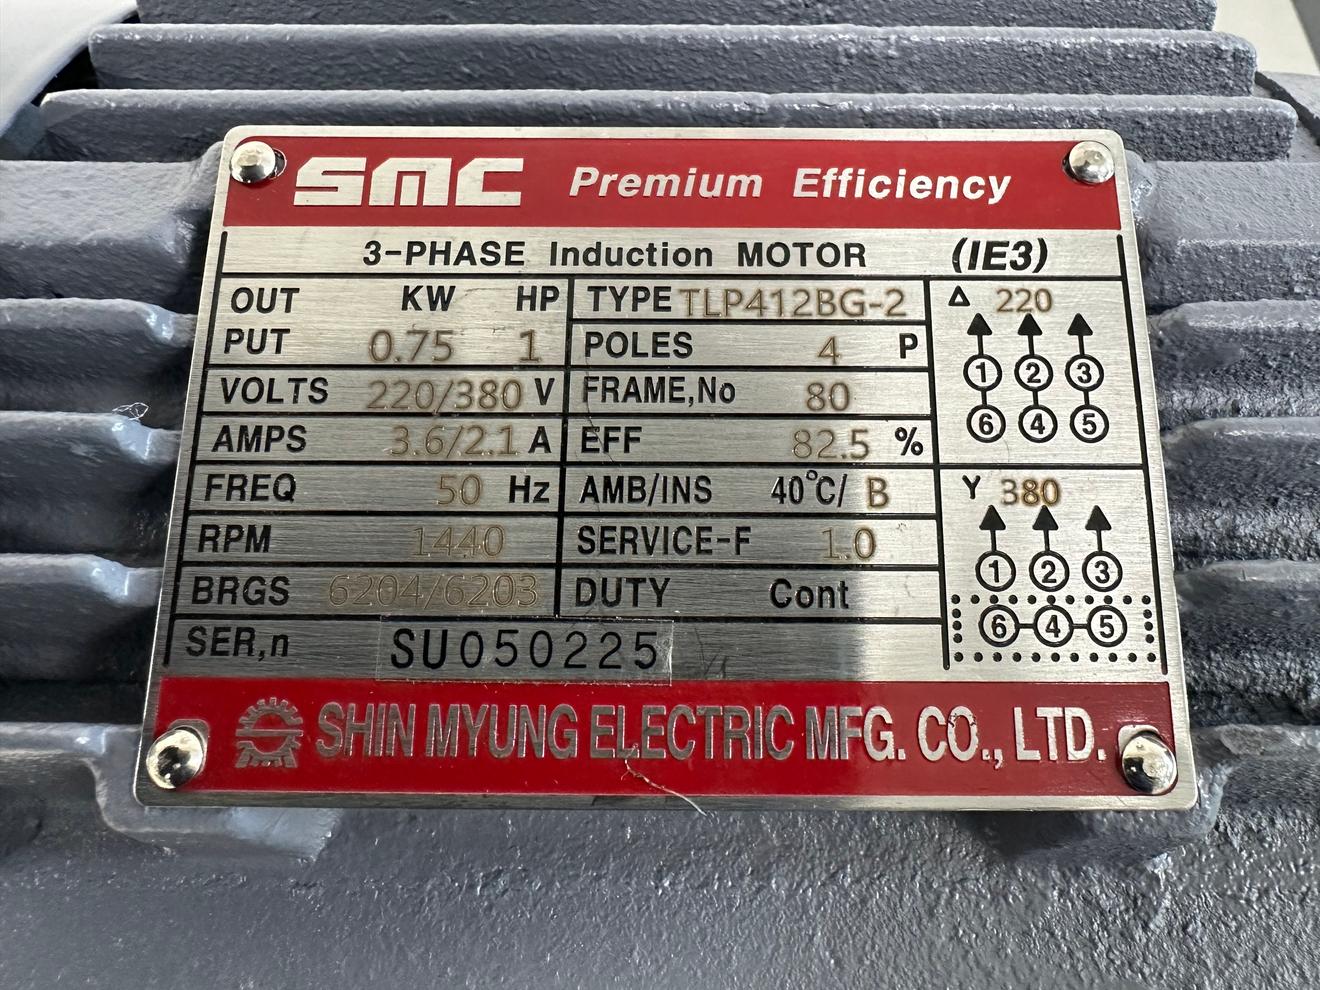 SMC Premium Efficiency
3-PHASE Induction MOTOR (IE3)
OUT PUT KW HP 0.75 1
VOLTS 220/380 V
AMPS 3.6/2.1 A
FREQ 50 Hz
RPM 1440
BRGS 6204/6203
SER,n SU050225
TYPE TLP412BG-2
POLES 4 P
FRAME,No 80
EFF 82.5 %
AMB/INS 40°C/ B
SERVICE-F 1.0
DUTY Cont
Δ 220
1 2 3
6 4 5
Y 380
1 2 3
6 4 5
SHIN MYUNG ELECTRIC MFG. CO., LTD.